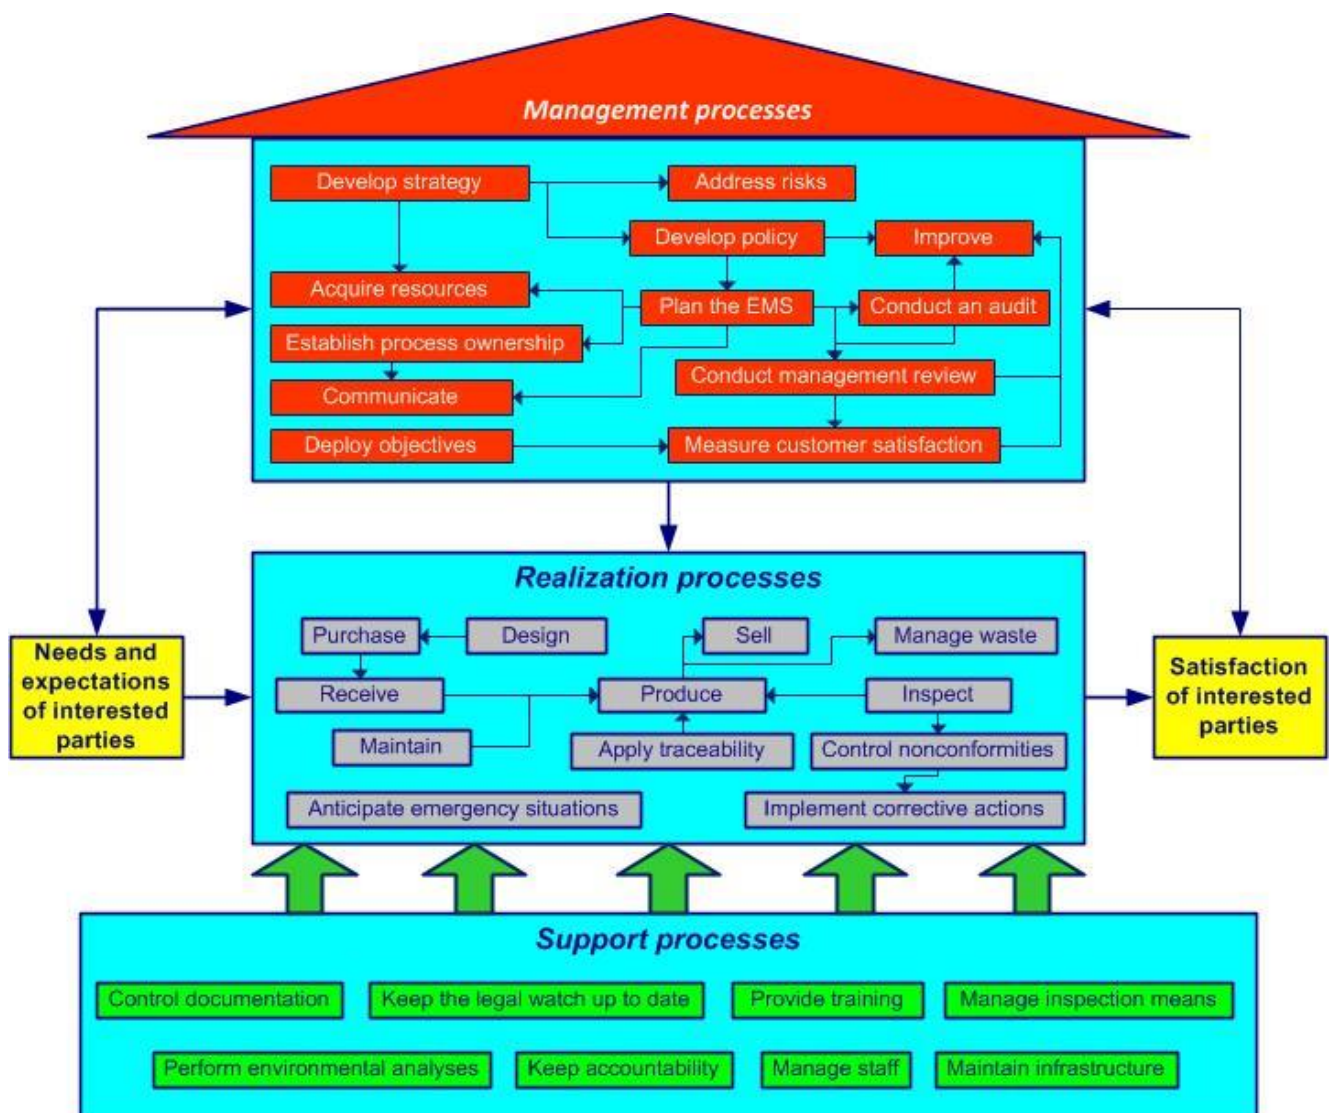 Management processes
Develop strategy
Address risks
Develop policy
Improve
Acquire resources
Plan the EMS
Conduct an audit
Establish process ownership
Conduct management review
Communicate
Deploy objectives
Measure customer satisfaction
Realization processes
Purchase
Design
Sell
Manage waste
Needs and
expectations
of interested
parties
Receive
Produce
Inspect
Satisfaction
of interested
parties
Maintain
Apply traceability
Control nonconformities
Anticipate emergency situations
Implement corrective actions
Support processes
Control documentation
Keep the legal watch up to date
Provide training
Manage inspection means
Perform environmental analyses
Keep accountability
Manage staff
Maintain infrastructure